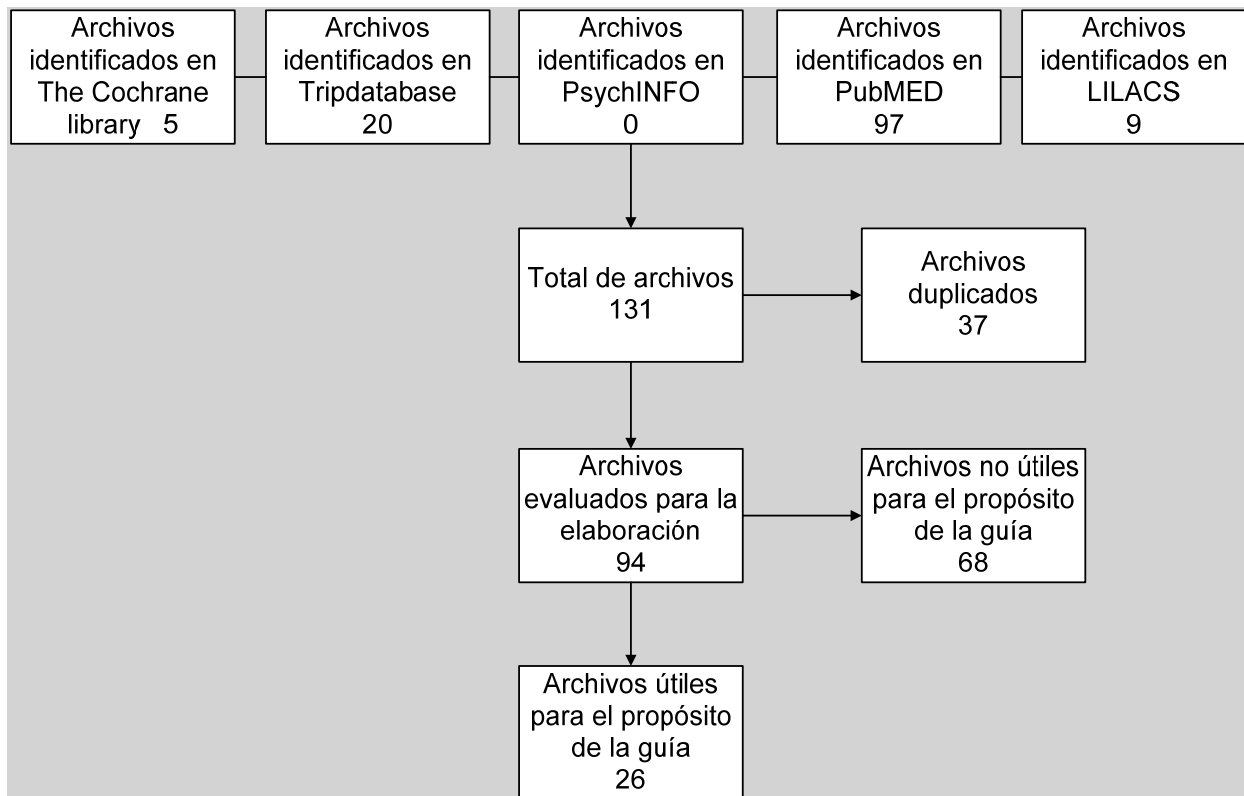 Archivos
identificados en
The Cochrane
library 5
Archivos
identificados en
Tripdatabase
20
Archivos
identificados en
PsychINFO
0
Archivos
identificados en
PubMED
97
Archivos
identificados en
LILACS
9
Total de archivos
131
Archivos
duplicados
37
Archivos
evaluados para la
elaboración
94
Archivos no útiles
para el propósito
de la guía
68
Archivos útiles
para el propósito
de la guía
26